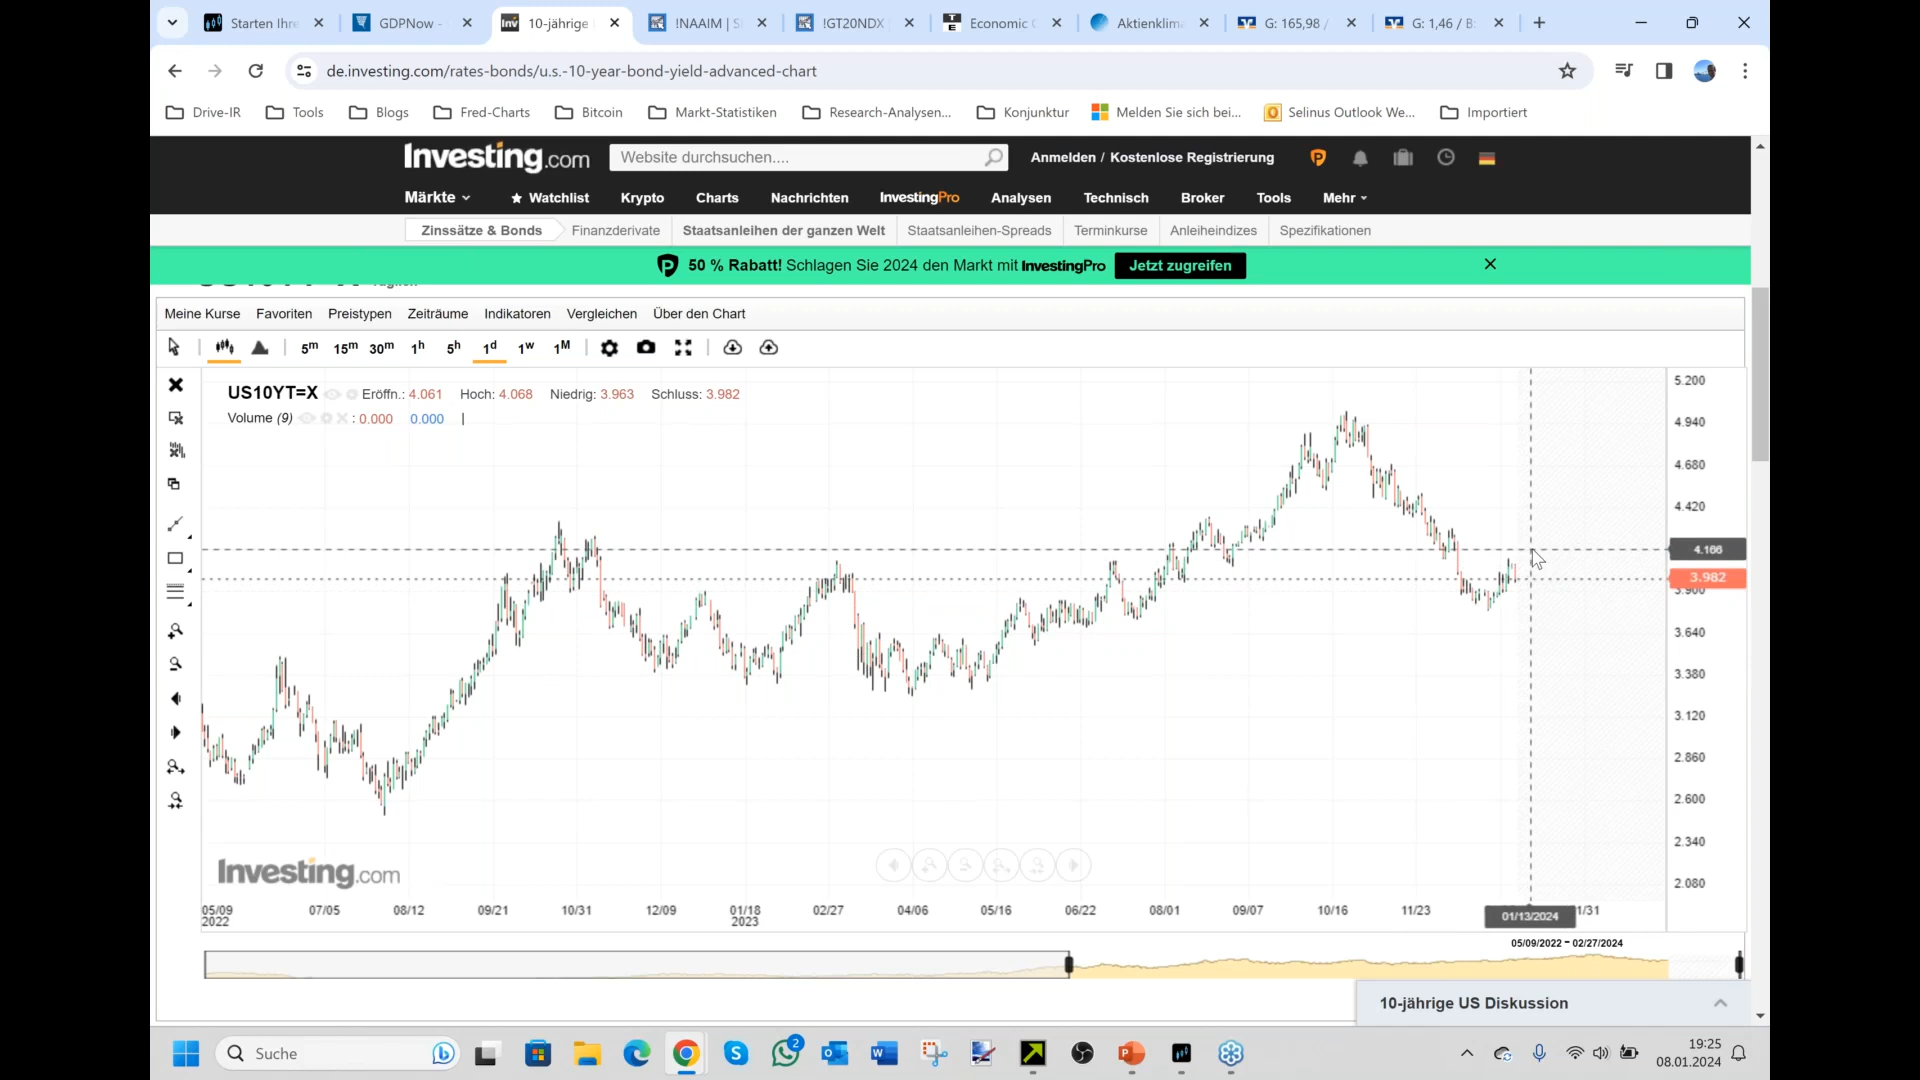 Starten Ihre
GDPNow -
10-jährige
!NAAIM | S
!GT20NDX
Economic C
Aktienklima
G: 165,98 /
G: 1,46 / B:
de.investing.com/rates-bonds/u.s.-10-year-bond-yield-advanced-chart
Drive-IR
Tools
Blogs
Fred-Charts
Bitcoin
Markt-Statistiken
Research-Analysen...
Konjunktur
Melden Sie sich bei...
Selinus Outlook We...
Importiert
Investing.com
Website durchsuchen....
Anmelden / Kostenlose Registrierung
Märkte
Watchlist
Krypto
Charts
Nachrichten
InvestingPro
Analysen
Technisch
Broker
Tools
Mehr
Zinssätze & Bonds
Finanzderivate
Staatsanleihen der ganzen Welt
Staatsanleihen-Spreads
Terminkurse
Anleiheindizes
Spezifikationen
50 % Rabatt! Schlagen Sie 2024 den Markt mit InvestingPro
Jetzt zugreifen
Meine Kurse
Favoriten
Preistypen
Zeiträume
Indikatoren
Vergleichen
Über den Chart
5m
15m
30m
1h
5h
1d
1w
1M
US10YT=X
Eröffn.: 4.061
Hoch: 4.068
Niedrig: 3.963
Schluss: 3.982
Volume (9) : 0.000 0.000
5.200
4.940
4.680
4.420
4.166
3.982
3.900
3.640
3.380
3.120
2.860
2.600
2.340
2.080
Investing.com
05/09
2022
07/05
08/12
09/21
10/31
12/09
01/18
2023
02/27
04/06
05/16
06/22
08/01
09/07
10/16
11/23
01/13/2024
1/31
05/09/2022 - 02/27/2024
10-jährige US Diskussion
Suche
2
19:25
08.01.2024